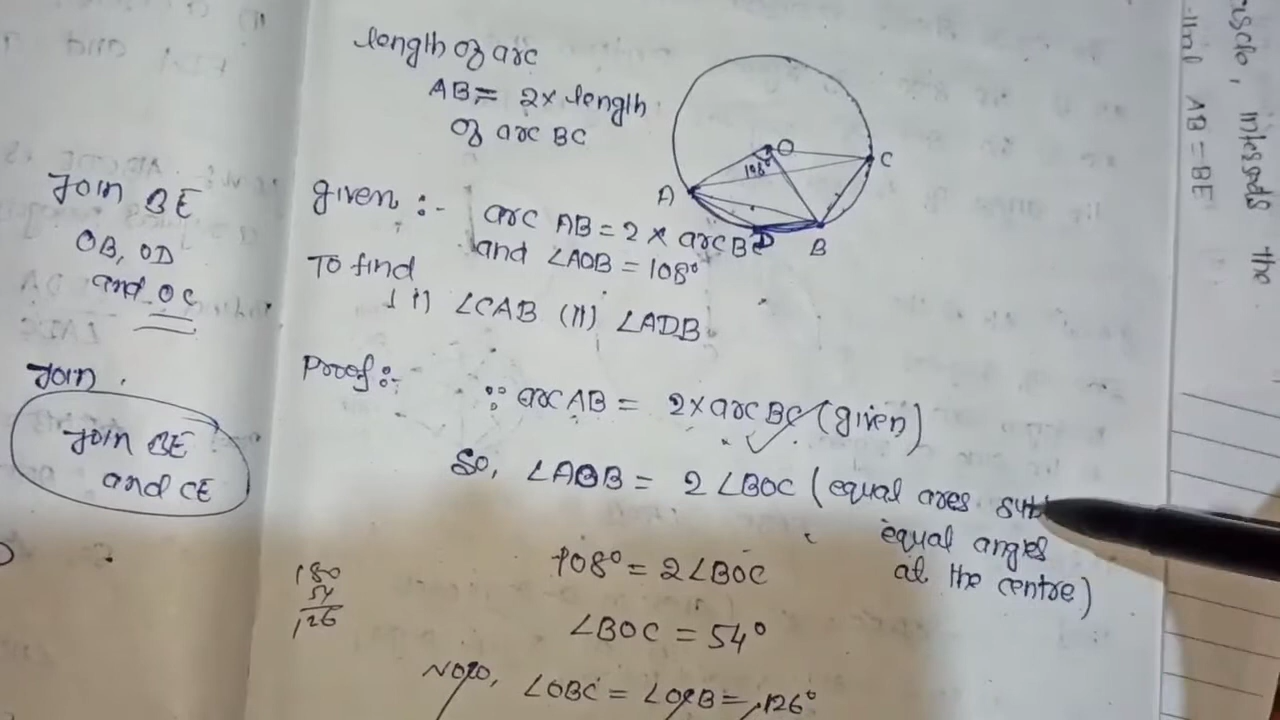 length of arc
AB = 2 × length
of arc BC
O
108°
A
B
C
D
Join BE
OB, OD
and OC
given :-
arc AB = 2 × arc BC
and ∠AOB = 108°
To find
(i) ∠CAB (ii) ∠ADB
Join
Join BE
and CE
Proof :-
∵ arc AB = 2 × arc BC (given)
So, ∠AOB = 2 ∠BOC (equal arcs sub
equal angles
at the centre)
108° = 2∠BOC
∠BOC = 54°
180
54
126
Now, ∠OBC = ∠OCB = 126°
the
AB = BE